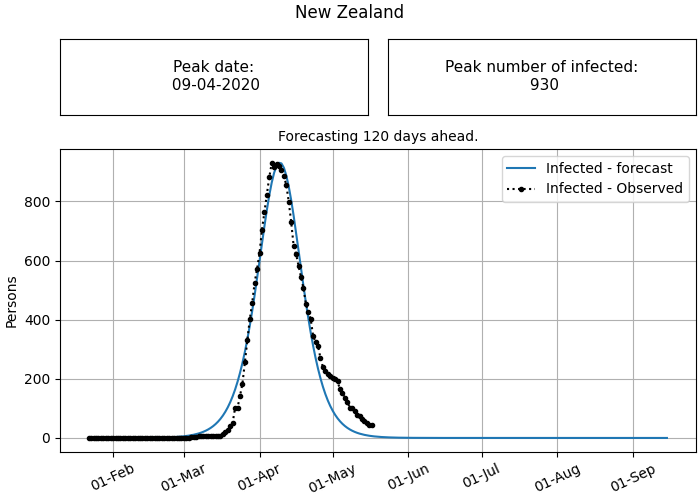 New Zealand
Peak date:
09-04-2020
Peak number of infected:
930
Forecasting 120 days ahead.
Infected - forecast
Infected - Observed
Persons
800
600
400
200
0
01-Feb
01-Mar
01-Apr
01-May
01-Jun
01-Jul
01-Aug
01-Sep